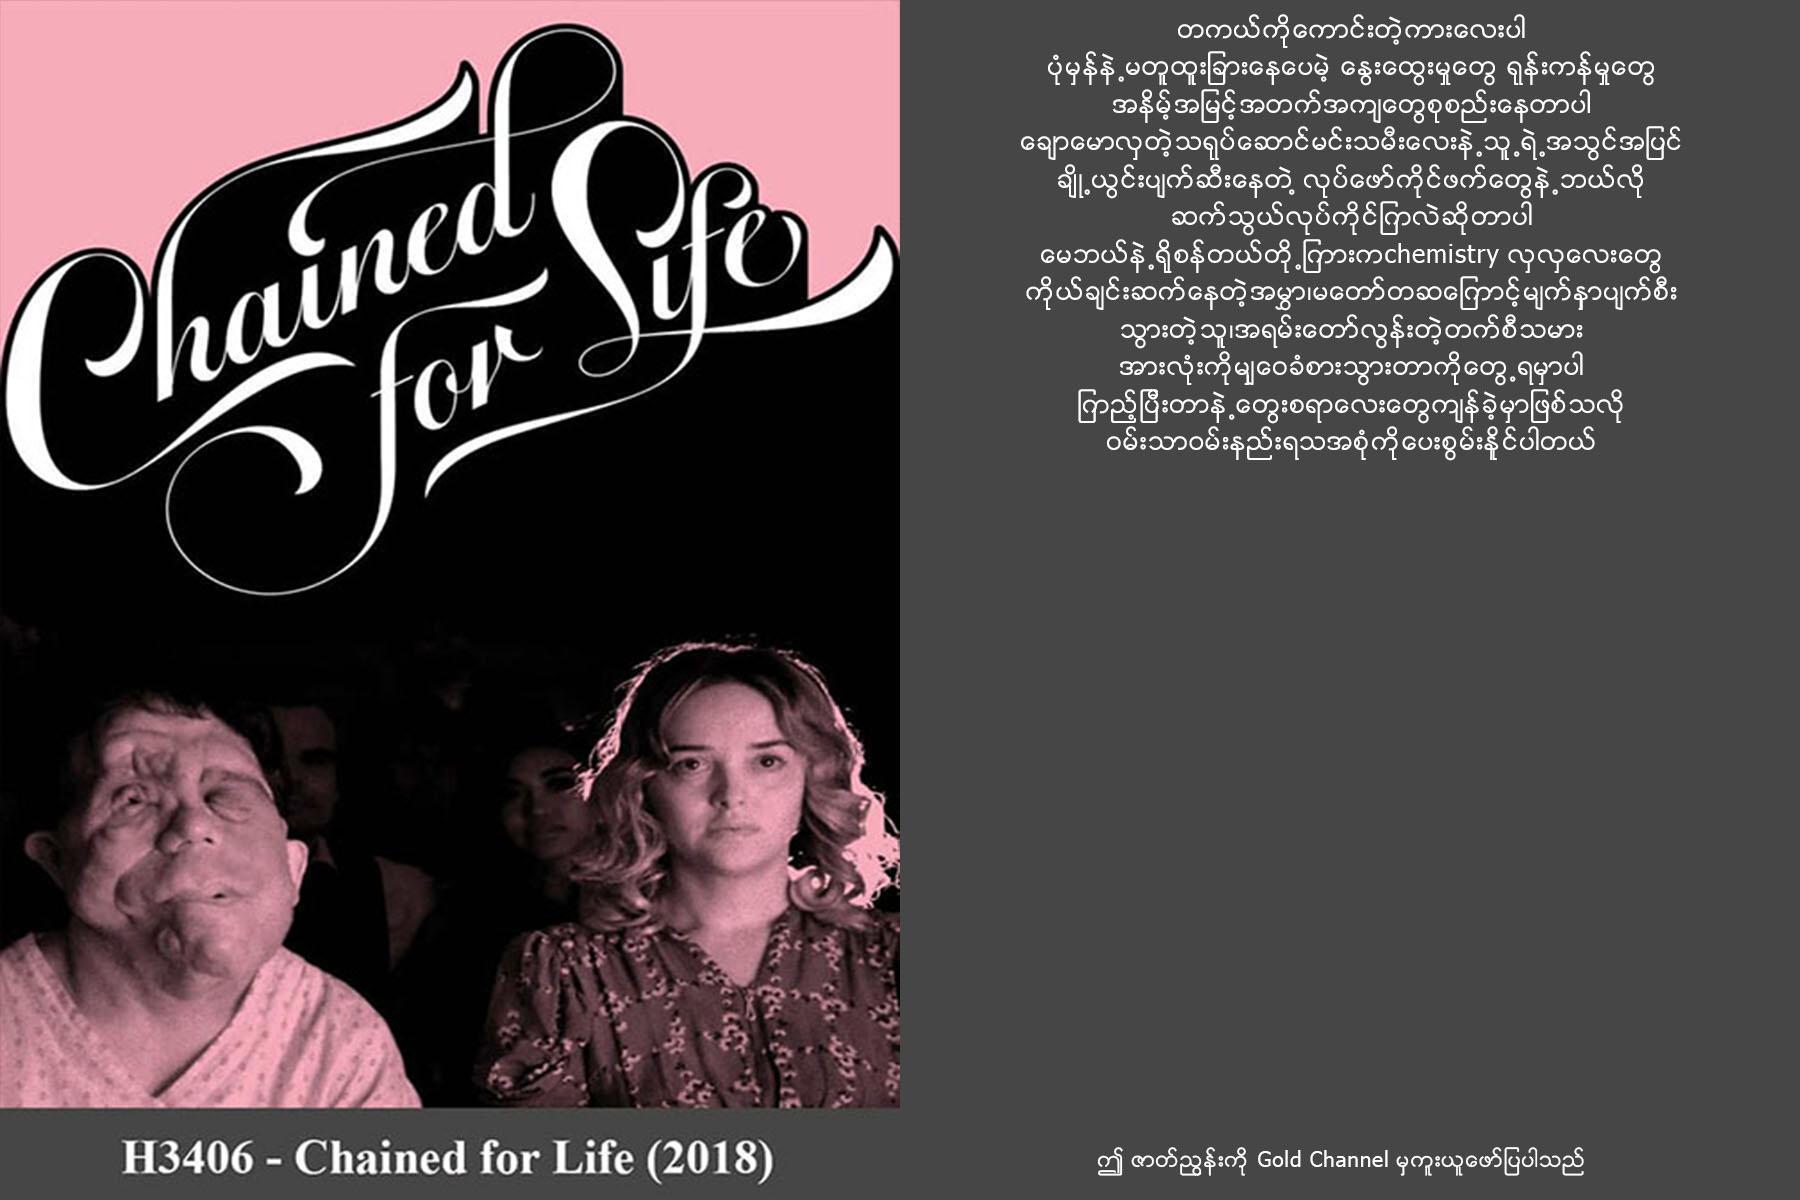 Chained
for Life
H3406 - Chained for Life (2018)
တကယ်ကိုကောင်းတဲ့ကားလေးပါ
ပုံမှန်နဲ့မတူထူးခြားနေပေမဲ့ နွေးထွေးမှုတွေ ရုန်းကန်မှုတွေ
အနိမ့်အမြင့်အတက်အကျတွေစုစည်းနေတာပါ
ချောမောလှတဲ့သရုပ်ဆောင်မင်းသမီးလေးနဲ့သူ့ရဲ့အသွင်အပြင်
ချို့ယွင်းပျက်ဆီးနေတဲ့ လုပ်ဖော်ကိုင်ဖက်တွေနဲ့ဘယ်လို
ဆက်သွယ်လုပ်ကိုင်ကြာလဲဆိုတာပါ
မေဘယ်နဲ့ရိုစန်တယ်တို့ကြားကchemistry လှလှလေးတွေ
ကိုယ်ချင်းဆက်နေတဲ့အမွှာ၊မတော်တဆကြောင့်မျက်နှာပျက်စီး
သွားတဲ့သူ၊အရမ်းတော်လွန်းတဲ့တက်စီသမား
အားလုံးကိုမျှဝေခံစားသွားတာကိုတွေ့ရမှာပါ
ကြည့်ပြီးတာနဲ့တွေးစရာလေးတွေကျန်ခဲ့မှာဖြစ်သလို
ဝမ်းသာဝမ်းနည်းရသအစုံကိုပေးစွမ်းနိူင်ပါတယ်
ဤ ဇာတ်ညွှန်းကို Gold Channel မှကူးယူဖော်ပြပါသည်